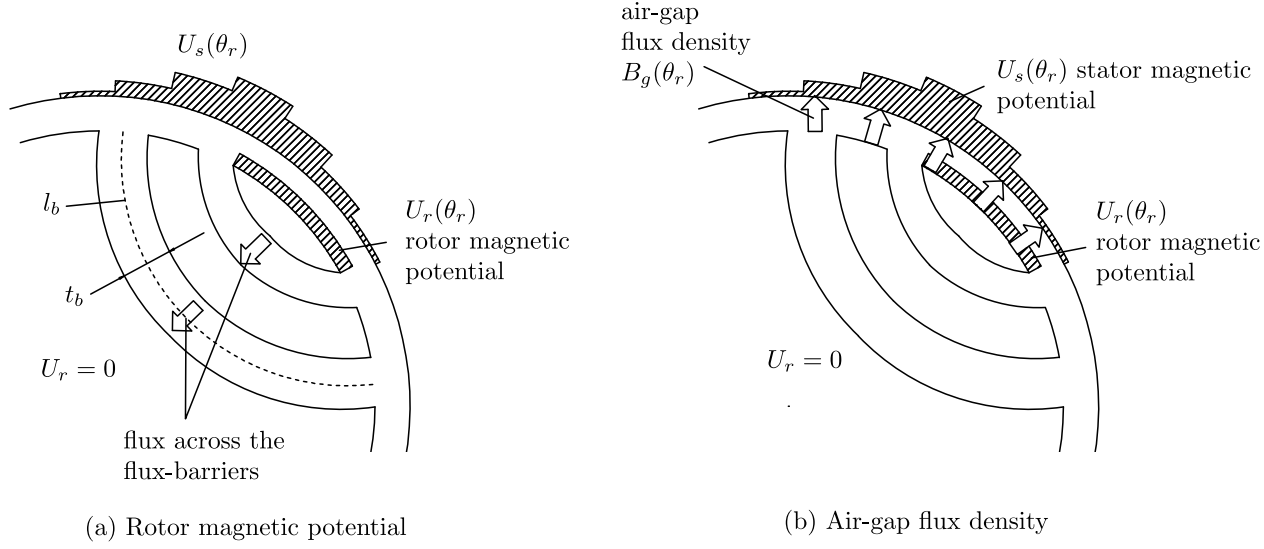 U_s(θ_r)
l_b
t_b
U_r(θ_r)
rotor magnetic
potential
U_r = 0
flux across the
flux-barriers
(a) Rotor magnetic potential
air-gap
flux density
B_g(θ_r)
U_s(θ_r) stator magnetic
potential
U_r(θ_r)
rotor magnetic
potential
U_r = 0
(b) Air-gap flux density